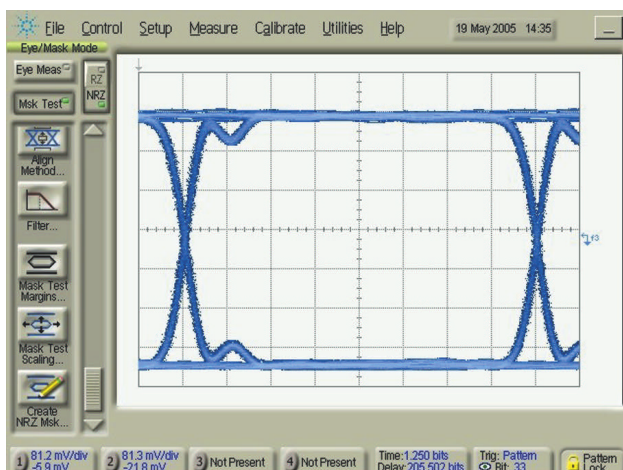 File Control Setup Measure Calibrate Utilities Help 19 May 2005 14:35
Eye/Mask Mode
Eye Meas
RZ
Msk Test
NRZ
Align
Method...
Filter...
Mask Test
Margins...
Mask Test
Scaling...
Create
NRZ Msk...
f3
1) 81.2 mV/div
-5.9 mV
2) 81.3 mV/div
-21.8 mV
3) Not Present
4) Not Present
Time:1.250 bits
Delay:205.502 bits
Trig: Pattern
Bit: 33
Pattern
Lock